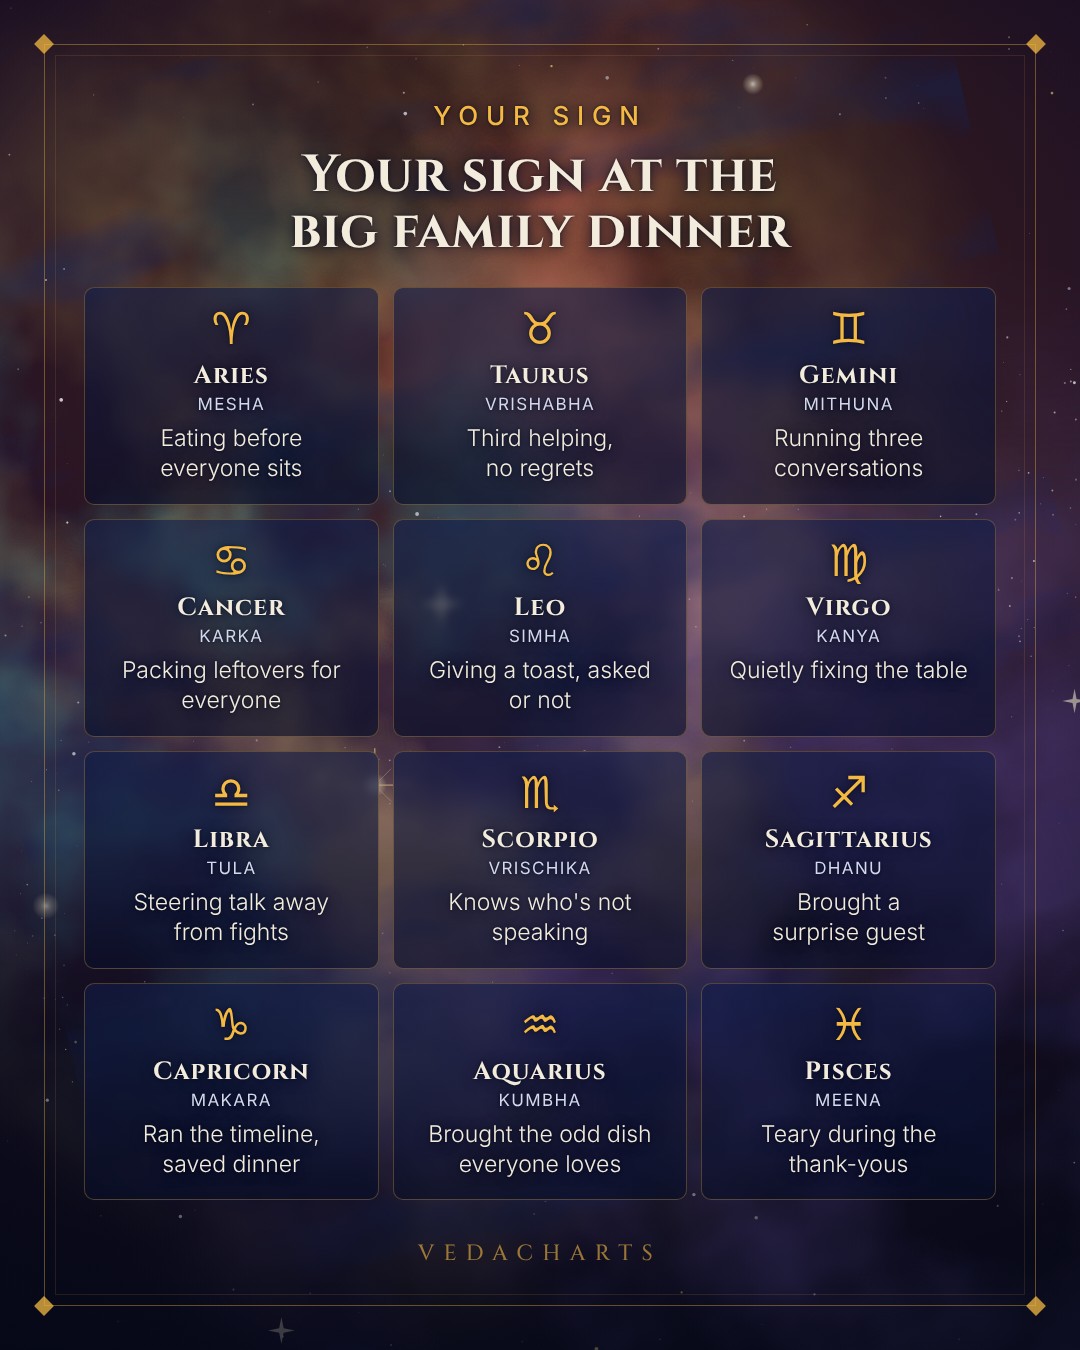 YOUR SIGN
YOUR SIGN AT THE
BIG FAMILY DINNER
♈
ARIES
MESHA
Eating before
everyone sits
♉
TAURUS
VRISHABHA
Third helping,
no regrets
♊
GEMINI
MITHUNA
Running three
conversations
♋
CANCER
KARKA
Packing leftovers for
everyone
♌
LEO
SIMHA
Giving a toast, asked
or not
♍
VIRGO
KANYA
Quietly fixing the table
♎
LIBRA
TULA
Steering talk away
from fights
♏
SCORPIO
VRISCHIKA
Knows who's not
speaking
♐
SAGITTARIUS
DHANU
Brought a
surprise guest
♑
CAPRICORN
MAKARA
Ran the timeline,
saved dinner
♒
AQUARIUS
KUMBHA
Brought the odd dish
everyone loves
♓
PISCES
MEENA
Teary during the
thank-yous
VEDACHARTS